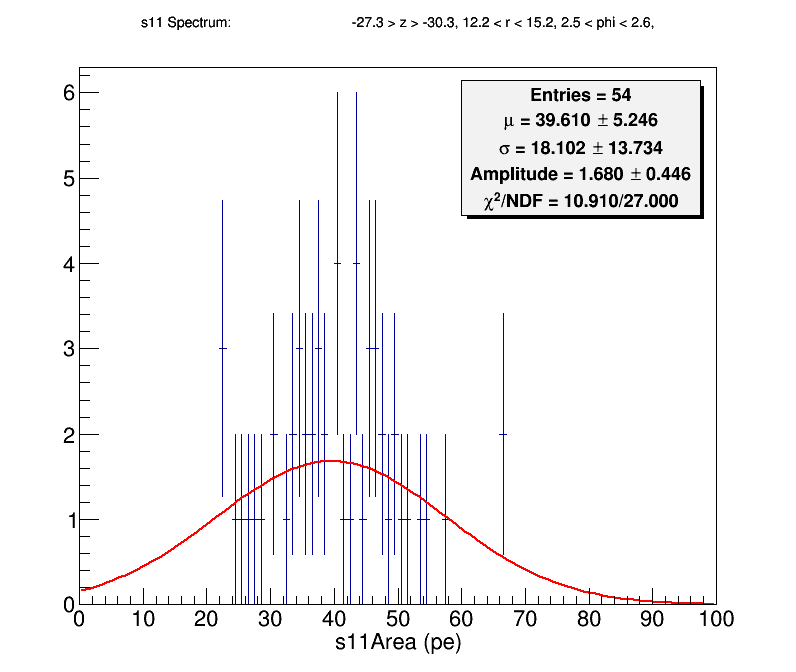 s11 Spectrum: -27.3 > z > -30.3, 12.2 < r < 15.2, 2.5 < phi < 2.6,
Entries = 54
μ = 39.610 ± 5.246
σ = 18.102 ± 13.734
Amplitude = 1.680 ± 0.446
χ²/NDF = 10.910/27.000
6
5
4
3
2
1
0
0 10 20 30 40 50 60 70 80 90 100
s11Area (pe)